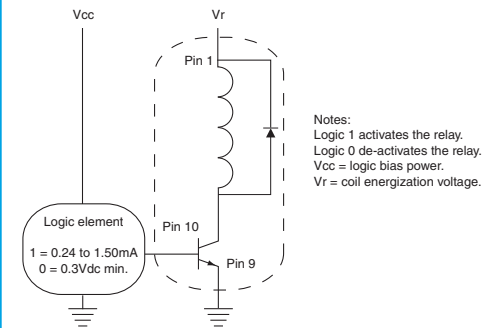 Vcc
Vr
Pin 1
Notes:
Logic 1 activates the relay.
Logic 0 de-activates the relay.
Vcc = logic bias power.
Vr = coil energization voltage.
Logic element
1 = 0.24 to 1.50mA
0 = 0.3Vdc min.
Pin 10
Pin 9